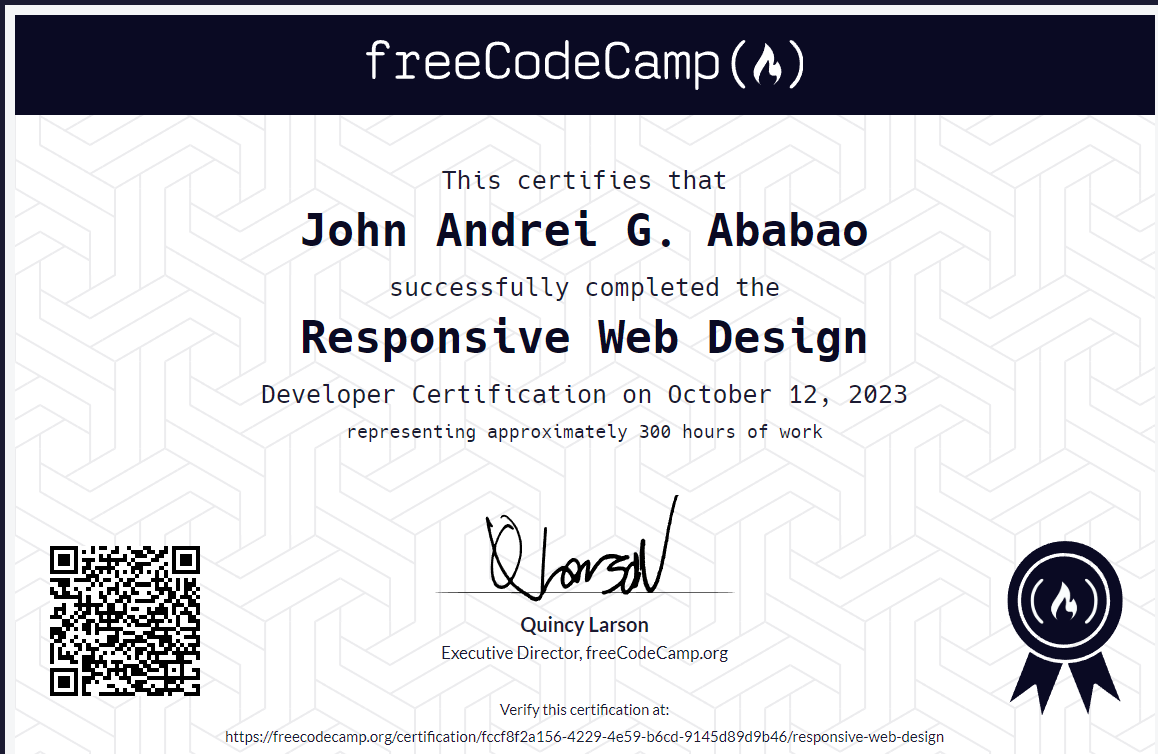 freeCodeCamp
This certifies that
John Andrei G. Ababao
successfully completed the
Responsive Web Design
Developer Certification on October 12, 2023
representing approximately 300 hours of work
QLarson
Quincy Larson
Executive Director, freeCodeCamp.org
Verify this certification at:
https://freecodecamp.org/certification/fccf8f2a156-4229-4e59-b6cd-9145d89d9b46/responsive-web-design